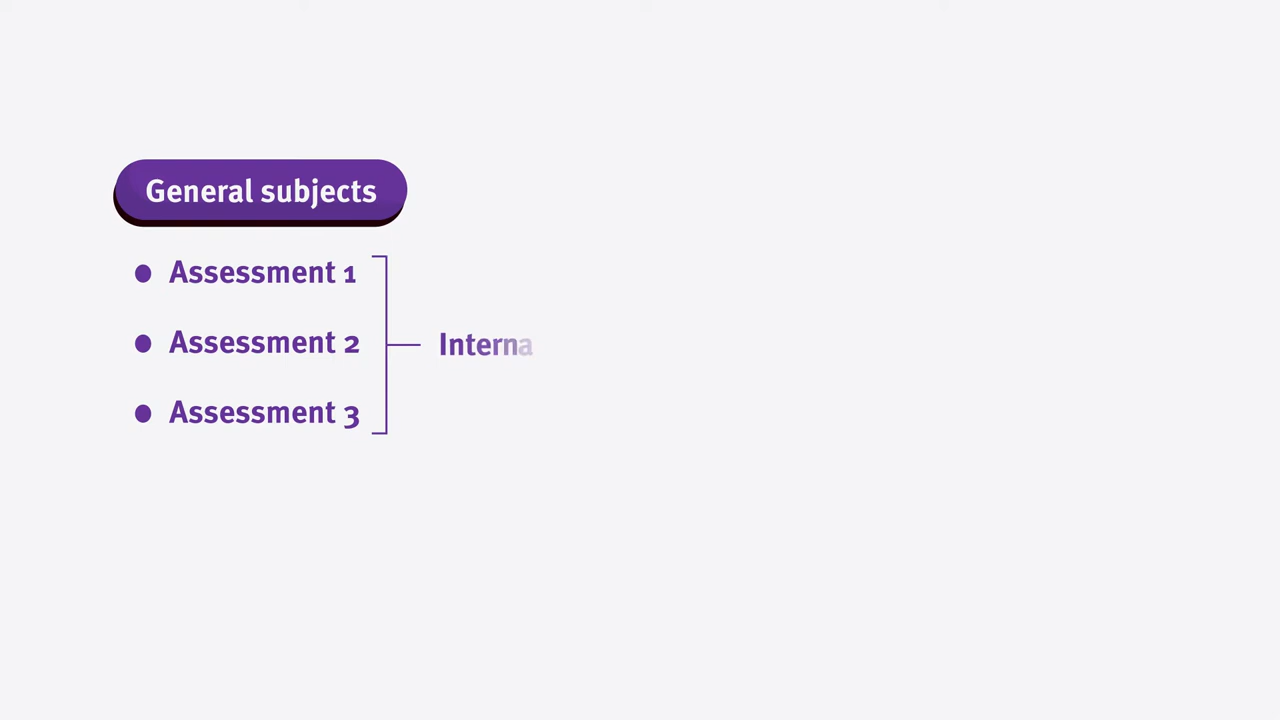 General subjects
Assessment 1
Assessment 2
Interna
Assessment 3